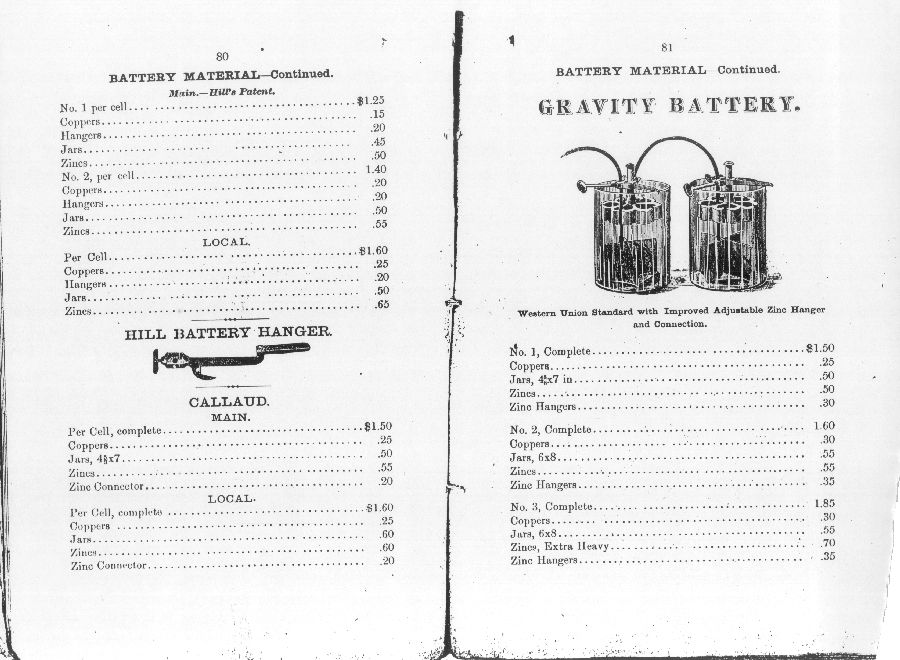 80
BATTERY MATERIAL—Continued.
Main.—Hill's Patent.
No. 1 per cell........$1.25
Coppers........ .15
Hangers........ .20
Jars........ .45
Zincs........ .50
No. 2, per cell........ 1.40
Coppers........ .20
Hangers........ .20
Jars........ .50
Zincs........ .55
LOCAL.
Per Cell........$1.60
Coppers........ .25
Hangers........ .20
Jars........ .50
Zincs........ .65
HILL BATTERY HANGER.
CALLAUD.
MAIN.
Per Cell, complete........$1.50
Coppers........ .25
Jars, x7........ .50
Zincs........ .55
Zinc Connector........ .20
LOCAL.
Per Cell, complete........$1.60
Coppers........ .25
Jars........ .60
Zincs........ .60
Zinc Connector........ .20
81
BATTERY MATERIAL Continued.
GRAVITY BATTERY.
Western Union Standard with Improved Adjustable Zinc Hanger
and Connection.
No. 1, Complete........$1.50
Coppers........ .25
Jars, x7 in........ .50
Zincs........ .50
Zinc Hangers........ .30
No. 2, Complete........ 1.60
Coppers........ .30
Jars, 6x8........ .55
Zincs........ .55
Zinc Hangers........ .35
No. 3, Complete........ 1.85
Coppers........ .30
Jars, 6x8........ .55
Zincs, Extra Heavy........ .70
Zinc Hangers........ .35